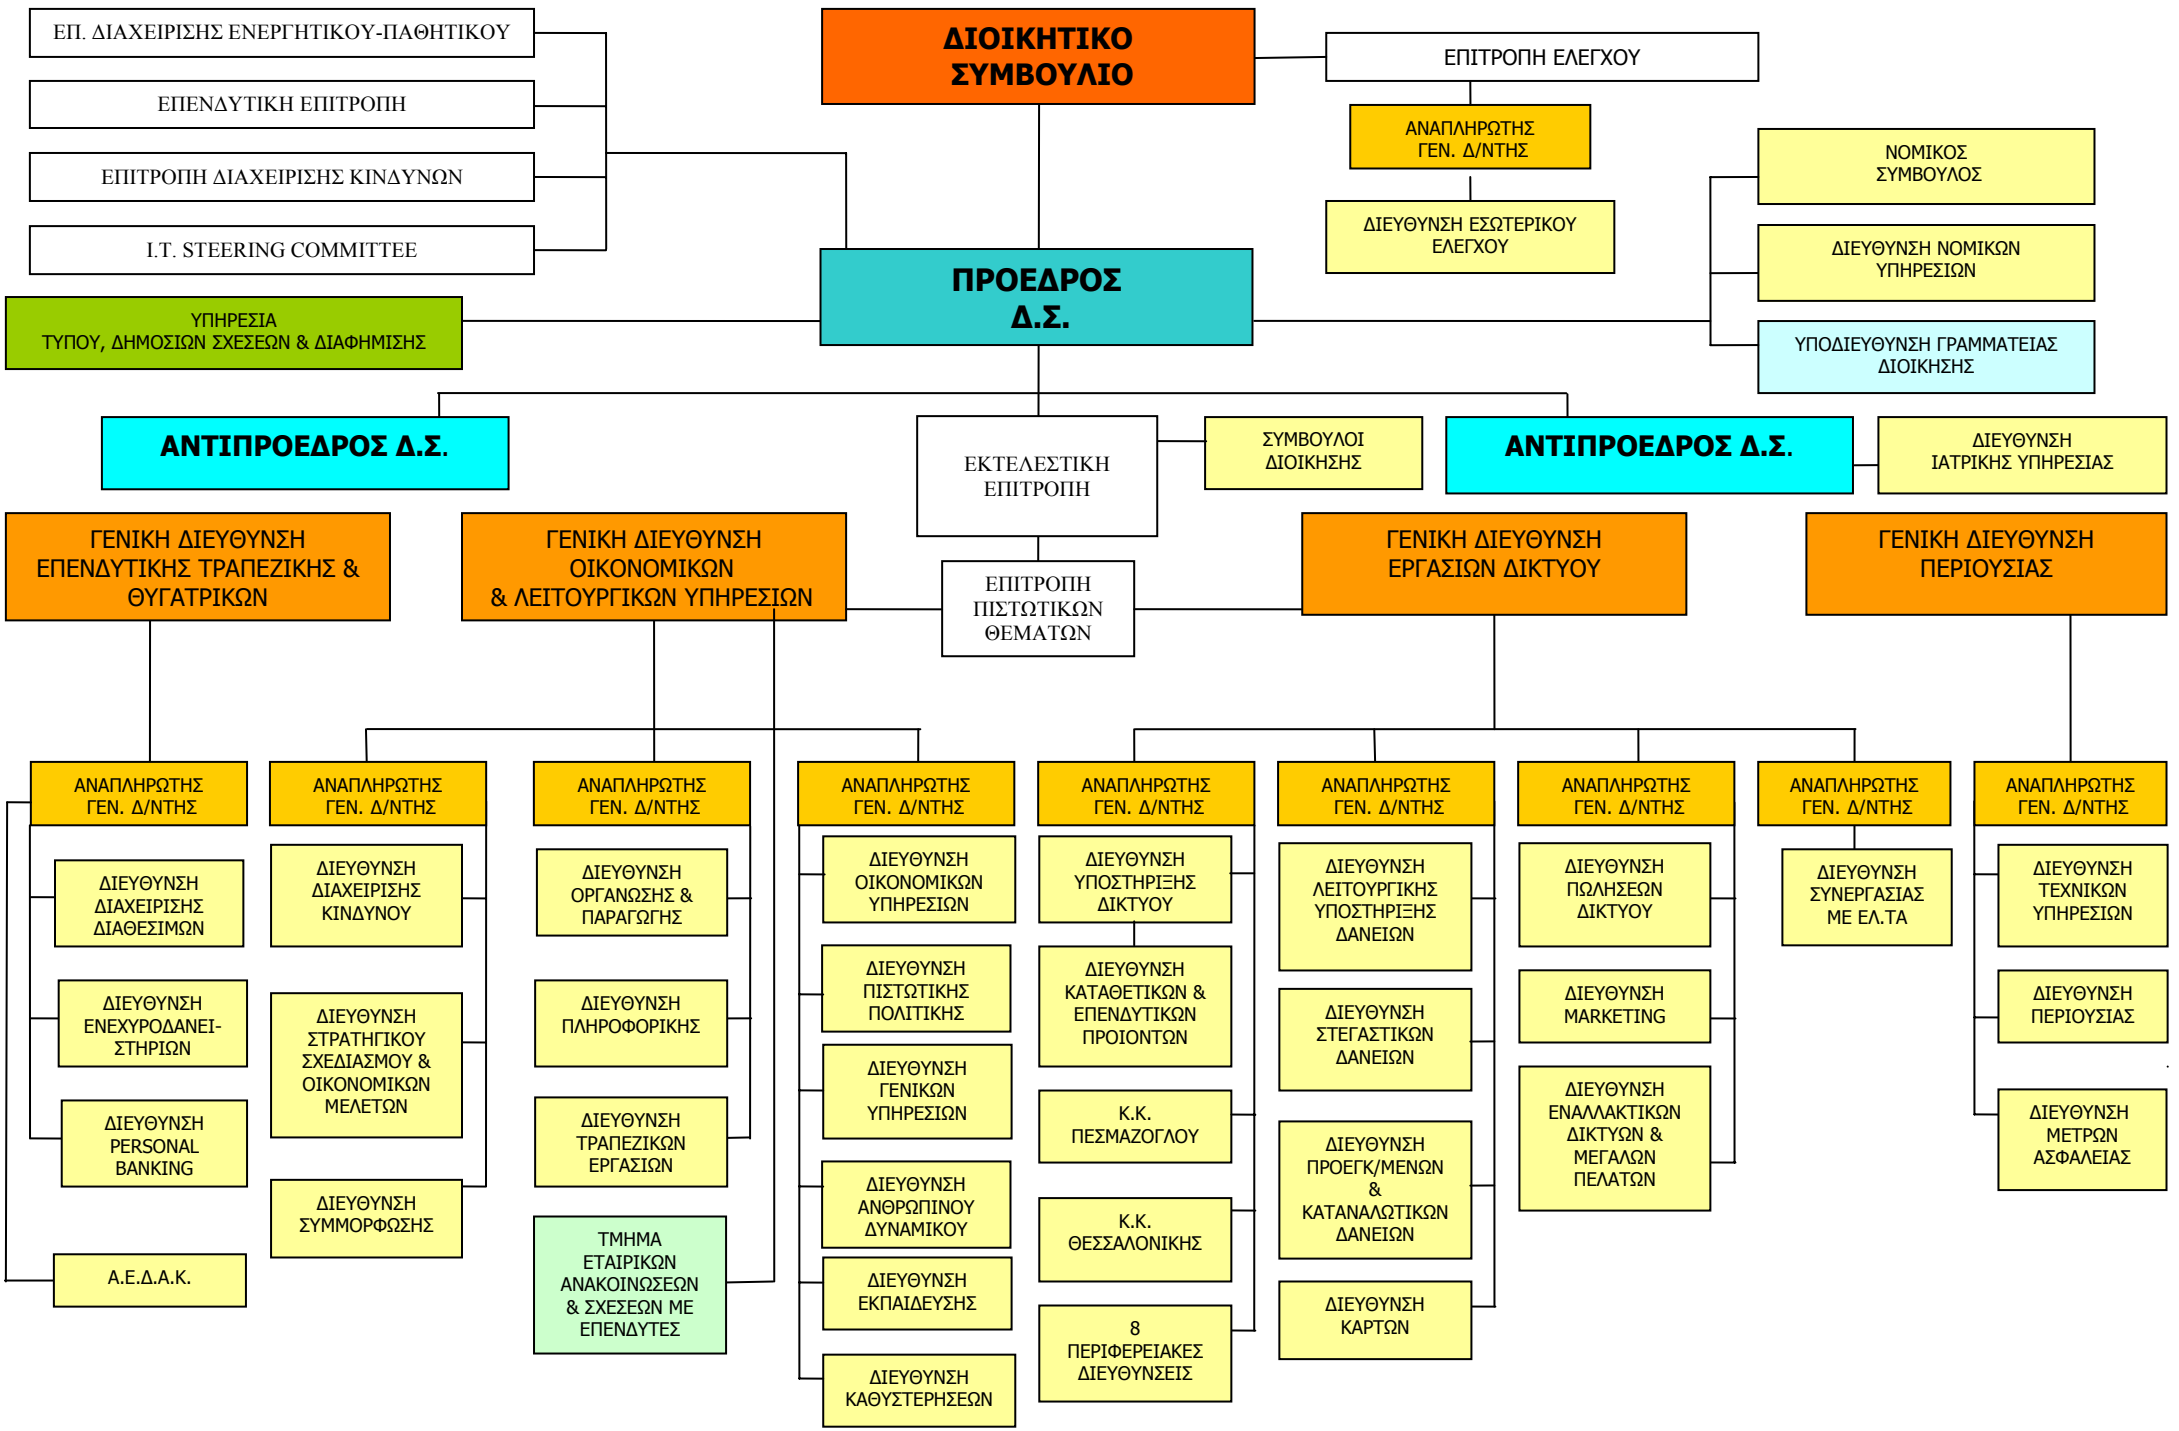 ΕΠ. ΔΙΑΧΕΙΡΙΣΗΣ ΕΝΕΡΓΗΤΙΚΟΥ-ΠΑΘΗΤΙΚΟΥ
ΕΠΕΝΔΥΤΙΚΗ ΕΠΙΤΡΟΠΗ
ΕΠΙΤΡΟΠΗ ΔΙΑΧΕΙΡΙΣΗΣ ΚΙΝΔΥΝΩΝ
I.T. STEERING COMMITTEE
ΔΙΟΙΚΗΤΙΚΟ
ΣΥΜΒΟΥΛΙΟ
ΕΠΙΤΡΟΠΗ ΕΛΕΓΧΟΥ
ΑΝΑΠΛΗΡΩΤΗΣ
ΓΕΝ. Δ/ΝΤΗΣ
ΔΙΕΥΘΥΝΣΗ ΕΣΩΤΕΡΙΚΟΥ
ΕΛΕΓΧΟΥ
ΝΟΜΙΚΟΣ
ΣΥΜΒΟΥΛΟΣ
ΔΙΕΥΘΥΝΣΗ ΝΟΜΙΚΩΝ
ΥΠΗΡΕΣΙΩΝ
ΥΠΟΔΙΕΥΘΥΝΣΗ ΓΡΑΜΜΑΤΕΙΑΣ
ΔΙΟΙΚΗΣΗΣ
ΠΡΟΕΔΡΟΣ
Δ.Σ.
ΥΠΗΡΕΣΙΑ
ΤΥΠΟΥ, ΔΗΜΟΣΙΩΝ ΣΧΕΣΕΩΝ & ΔΙΑΦΗΜΙΣΗΣ
ΑΝΤΙΠΡΟΕΔΡΟΣ Δ.Σ.
ΕΚΤΕΛΕΣΤΙΚΗ
ΕΠΙΤΡΟΠΗ
ΣΥΜΒΟΥΛΟΙ
ΔΙΟΙΚΗΣΗΣ
ΑΝΤΙΠΡΟΕΔΡΟΣ Δ.Σ.
ΔΙΕΥΘΥΝΣΗ
ΙΑΤΡΙΚΗΣ ΥΠΗΡΕΣΙΑΣ
ΓΕΝΙΚΗ ΔΙΕΥΘΥΝΣΗ
ΕΠΕΝΔΥΤΙΚΗΣ ΤΡΑΠΕΖΙΚΗΣ &
ΘΥΓΑΤΡΙΚΩΝ
ΓΕΝΙΚΗ ΔΙΕΥΘΥΝΣΗ
ΟΙΚΟΝΟΜΙΚΩΝ
& ΛΕΙΤΟΥΡΓΙΚΩΝ ΥΠΗΡΕΣΙΩΝ
ΕΠΙΤΡΟΠΗ
ΠΙΣΤΩΤΙΚΩΝ
ΘΕΜΑΤΩΝ
ΓΕΝΙΚΗ ΔΙΕΥΘΥΝΣΗ
ΕΡΓΑΣΙΩΝ ΔΙΚΤΥΟΥ
ΓΕΝΙΚΗ ΔΙΕΥΘΥΝΣΗ
ΠΕΡΙΟΥΣΙΑΣ
ΑΝΑΠΛΗΡΩΤΗΣ
ΓΕΝ. Δ/ΝΤΗΣ
ΔΙΕΥΘΥΝΣΗ
ΔΙΑΧΕΙΡΙΣΗΣ
ΔΙΑΘΕΣΙΜΩΝ
ΔΙΕΥΘΥΝΣΗ
ΕΝΕΧΥΡΟΔΑΝΕΙ-
ΣΤΗΡΙΩΝ
ΔΙΕΥΘΥΝΣΗ
PERSONAL
BANKING
Α.Ε.Δ.Α.Κ.
ΑΝΑΠΛΗΡΩΤΗΣ
ΓΕΝ. Δ/ΝΤΗΣ
ΔΙΕΥΘΥΝΣΗ
ΔΙΑΧΕΙΡΙΣΗΣ
ΚΙΝΔΥΝΟΥ
ΔΙΕΥΘΥΝΣΗ
ΣΤΡΑΤΗΓΙΚΟΥ
ΣΧΕΔΙΑΣΜΟΥ &
ΟΙΚΟΝΟΜΙΚΩΝ
ΜΕΛΕΤΩΝ
ΔΙΕΥΘΥΝΣΗ
ΣΥΜΜΟΡΦΩΣΗΣ
ΑΝΑΠΛΗΡΩΤΗΣ
ΓΕΝ. Δ/ΝΤΗΣ
ΔΙΕΥΘΥΝΣΗ
ΟΡΓΑΝΩΣΗΣ &
ΠΑΡΑΓΩΓΗΣ
ΔΙΕΥΘΥΝΣΗ
ΠΛΗΡΟΦΟΡΙΚΗΣ
ΔΙΕΥΘΥΝΣΗ
ΤΡΑΠΕΖΙΚΩΝ
ΕΡΓΑΣΙΩΝ
ΤΜΗΜΑ
ΕΤΑΙΡΙΚΩΝ
ΑΝΑΚΟΙΝΩΣΕΩΝ
& ΣΧΕΣΕΩΝ ΜΕ
ΕΠΕΝΔΥΤΕΣ
ΑΝΑΠΛΗΡΩΤΗΣ
ΓΕΝ. Δ/ΝΤΗΣ
ΔΙΕΥΘΥΝΣΗ
ΟΙΚΟΝΟΜΙΚΩΝ
ΥΠΗΡΕΣΙΩΝ
ΔΙΕΥΘΥΝΣΗ
ΠΙΣΤΩΤΙΚΗΣ
ΠΟΛΙΤΙΚΗΣ
ΔΙΕΥΘΥΝΣΗ
ΓΕΝΙΚΩΝ
ΥΠΗΡΕΣΙΩΝ
ΔΙΕΥΘΥΝΣΗ
ΑΝΘΡΩΠΙΝΟΥ
ΔΥΝΑΜΙΚΟΥ
ΔΙΕΥΘΥΝΣΗ
ΕΚΠΑΙΔΕΥΣΗΣ
ΔΙΕΥΘΥΝΣΗ
ΚΑΘΥΣΤΕΡΗΣΕΩΝ
ΑΝΑΠΛΗΡΩΤΗΣ
ΓΕΝ. Δ/ΝΤΗΣ
ΔΙΕΥΘΥΝΣΗ
ΥΠΟΣΤΗΡΙΞΗΣ
ΔΙΚΤΥΟΥ
ΔΙΕΥΘΥΝΣΗ
ΚΑΤΑΘΕΤΙΚΩΝ &
ΕΠΕΝΔΥΤΙΚΩΝ
ΠΡΟΙΟΝΤΩΝ
Κ.Κ.
ΠΕΣΜΑΖΟΓΛΟΥ
Κ.Κ.
ΘΕΣΣΑΛΟΝΙΚΗΣ
8
ΠΕΡΙΦΕΡΕΙΑΚΕΣ
ΔΙΕΥΘΥΝΣΕΙΣ
ΑΝΑΠΛΗΡΩΤΗΣ
ΓΕΝ. Δ/ΝΤΗΣ
ΔΙΕΥΘΥΝΣΗ
ΛΕΙΤΟΥΡΓΙΚΗΣ
ΥΠΟΣΤΗΡΙΞΗΣ
ΔΑΝΕΙΩΝ
ΔΙΕΥΘΥΝΣΗ
ΣΤΕΓΑΣΤΙΚΩΝ
ΔΑΝΕΙΩΝ
ΔΙΕΥΘΥΝΣΗ
ΠΡΟΕΓΚ/ΜΕΝΩΝ
&
ΚΑΤΑΝΑΛΩΤΙΚΩΝ
ΔΑΝΕΙΩΝ
ΔΙΕΥΘΥΝΣΗ
ΚΑΡΤΩΝ
ΑΝΑΠΛΗΡΩΤΗΣ
ΓΕΝ. Δ/ΝΤΗΣ
ΔΙΕΥΘΥΝΣΗ
ΠΩΛΗΣΕΩΝ
ΔΙΚΤΥΟΥ
ΔΙΕΥΘΥΝΣΗ
MARKETING
ΔΙΕΥΘΥΝΣΗ
ΕΝΑΛΛΑΚΤΙΚΩΝ
ΔΙΚΤΥΩΝ &
ΜΕΓΑΛΩΝ
ΠΕΛΑΤΩΝ
ΑΝΑΠΛΗΡΩΤΗΣ
ΓΕΝ. Δ/ΝΤΗΣ
ΔΙΕΥΘΥΝΣΗ
ΣΥΝΕΡΓΑΣΙΑΣ
ΜΕ ΕΛ.ΤΑ
ΑΝΑΠΛΗΡΩΤΗΣ
ΓΕΝ. Δ/ΝΤΗΣ
ΔΙΕΥΘΥΝΣΗ
ΤΕΧΝΙΚΩΝ
ΥΠΗΡΕΣΙΩΝ
ΔΙΕΥΘΥΝΣΗ
ΠΕΡΙΟΥΣΙΑΣ
ΔΙΕΥΘΥΝΣΗ
ΜΕΤΡΩΝ
ΑΣΦΑΛΕΙΑΣ